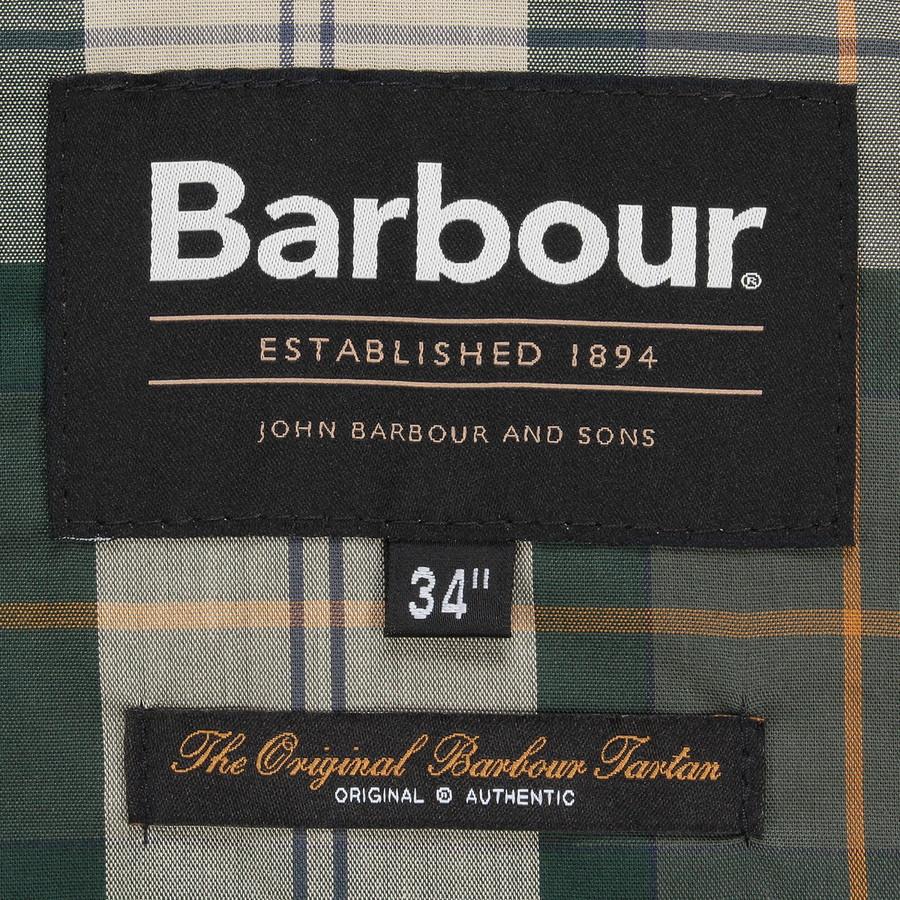 Barbour®
ESTABLISHED 1894
JOHN BARBOUR AND SONS
34"
The Original Barbour Tartan
ORIGINAL ® AUTHENTIC